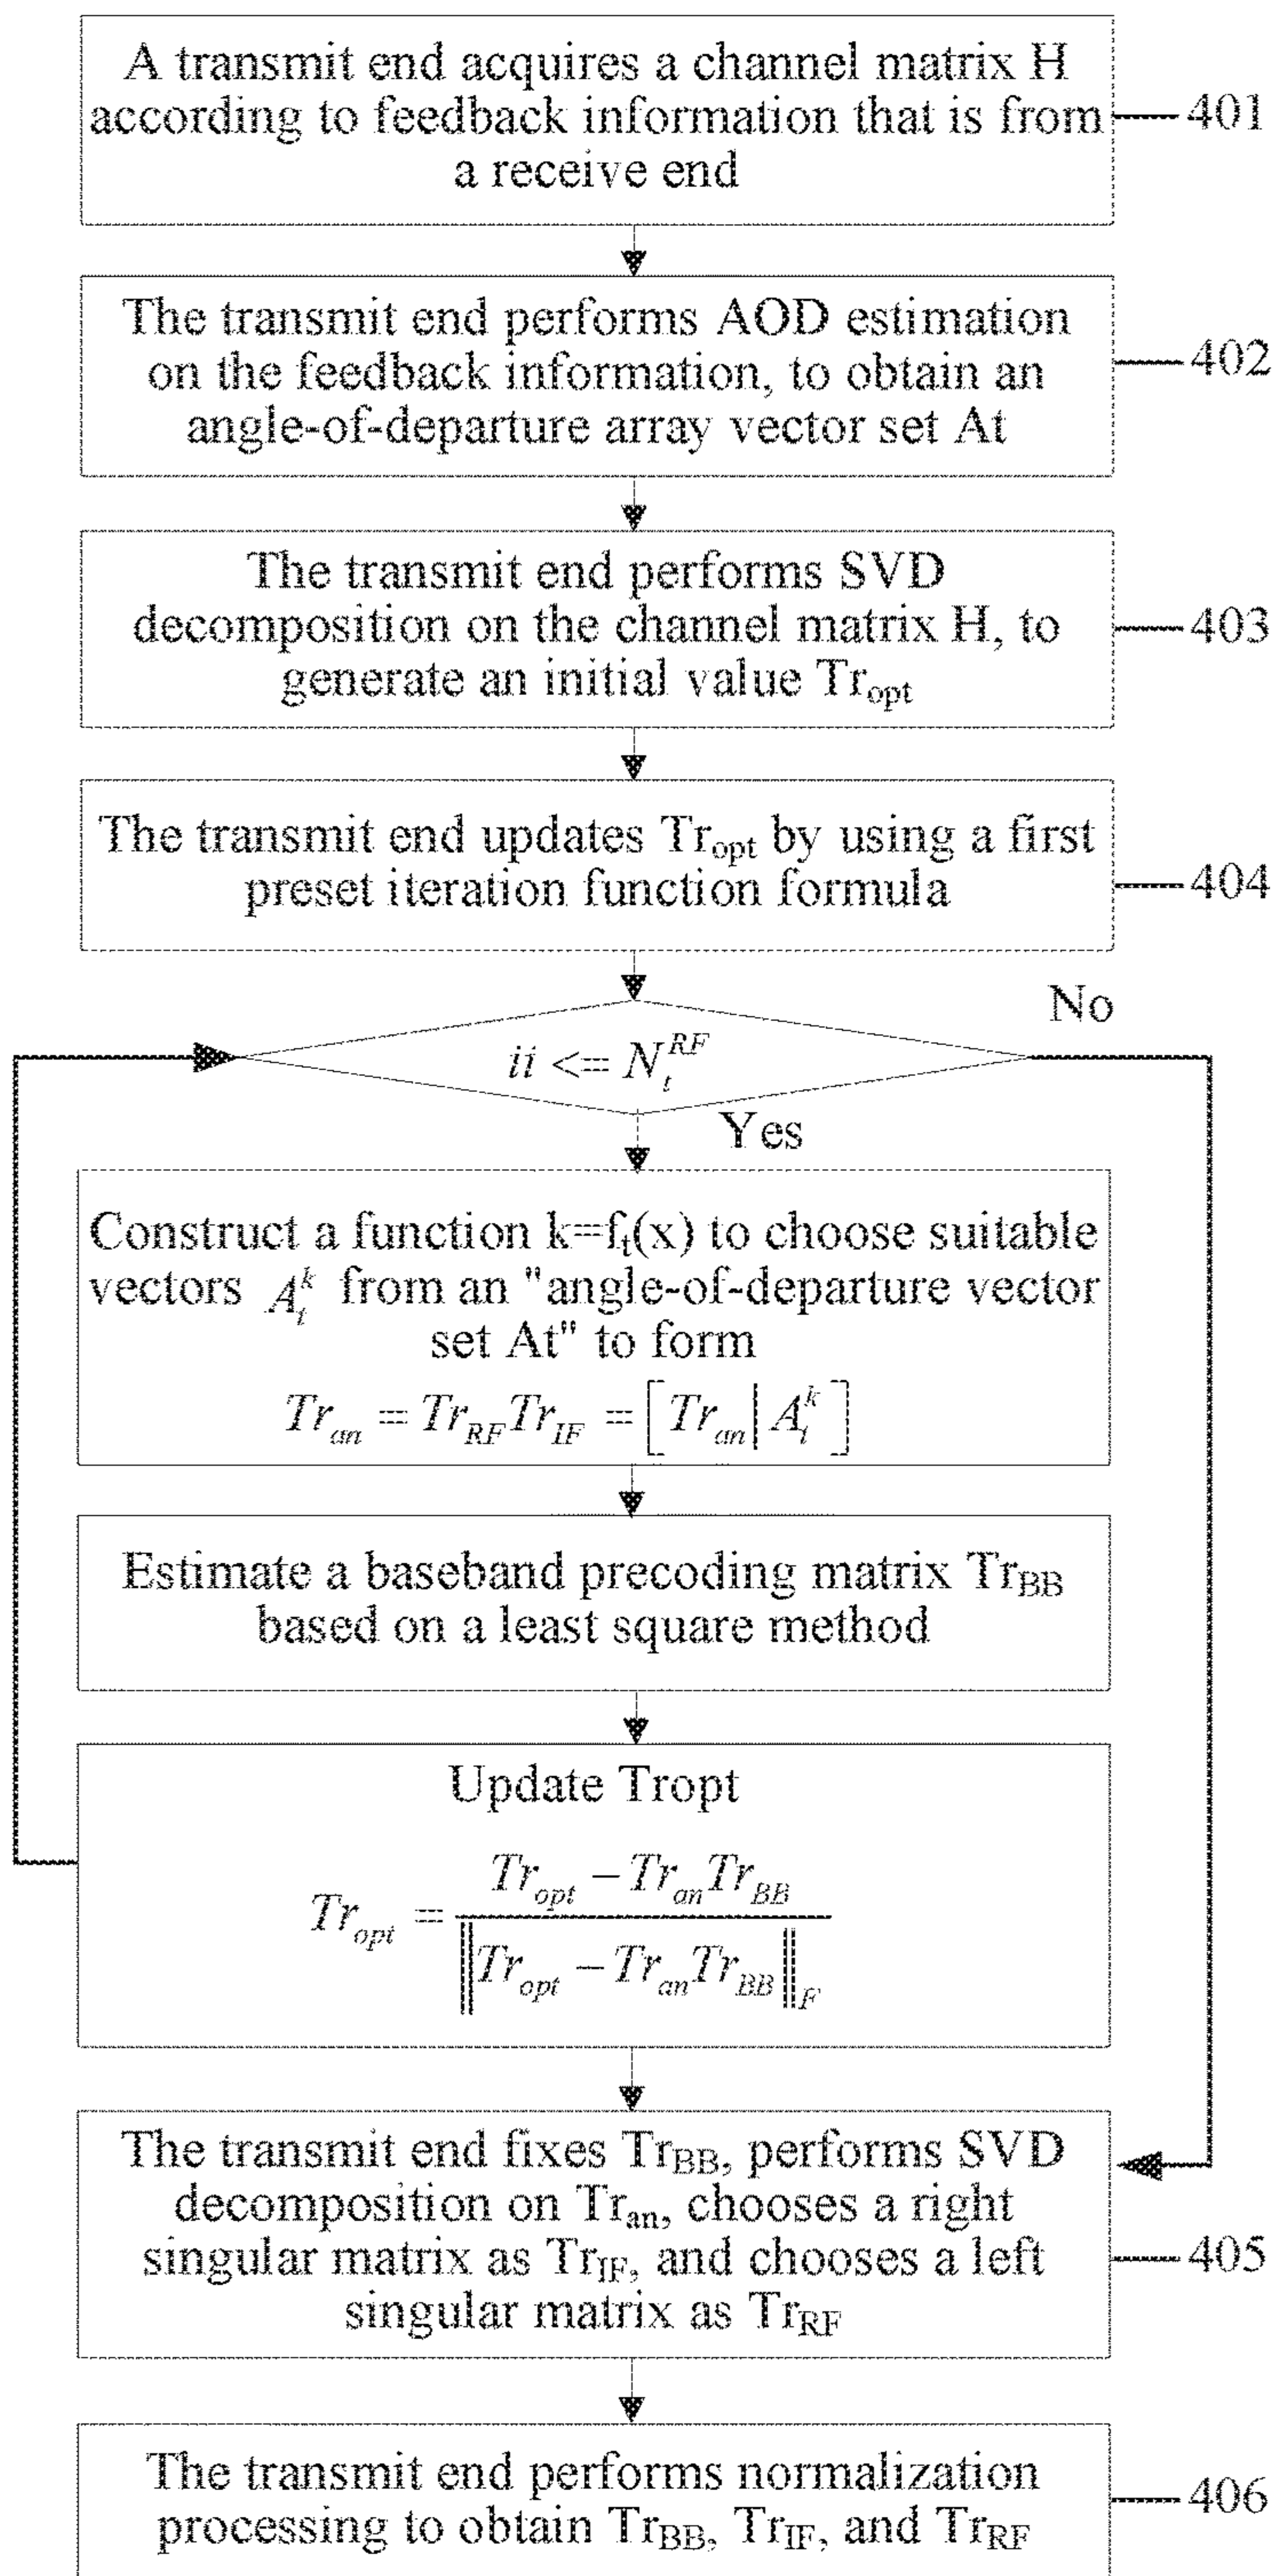 A transmit end acquires a channel matrix H
according to feedback information that is from
a receive end
401
The transmit end performs AOD estimation
on the feedback information, to obtain an
angle-of-departure array vector set At
402
The transmit end performs SVD
decomposition on the channel matrix H, to
generate an initial value Tr_opt
403
The transmit end updates Tr_opt by using a first
preset iteration function formula
404
No
ii <= N_t^RF
Yes
Construct a function k=f_t(x) to choose suitable
vectors A_t^k from an "angle-of-departure vector
set At" to form
Tr_an = Tr_RF Tr_IF = [Tr_an | A_t^k]
Estimate a baseband precoding matrix Tr_BB
based on a least square method
Update Tropt
Tr_opt = (Tr_opt − Tr_an Tr_BB) / ‖Tr_opt − Tr_an Tr_BB‖_F
The transmit end fixes Tr_BB, performs SVD
decomposition on Tr_an, chooses a right
singular matrix as Tr_IF, and chooses a left
singular matrix as Tr_RF
405
The transmit end performs normalization
processing to obtain Tr_BB, Tr_IF, and Tr_RF
406